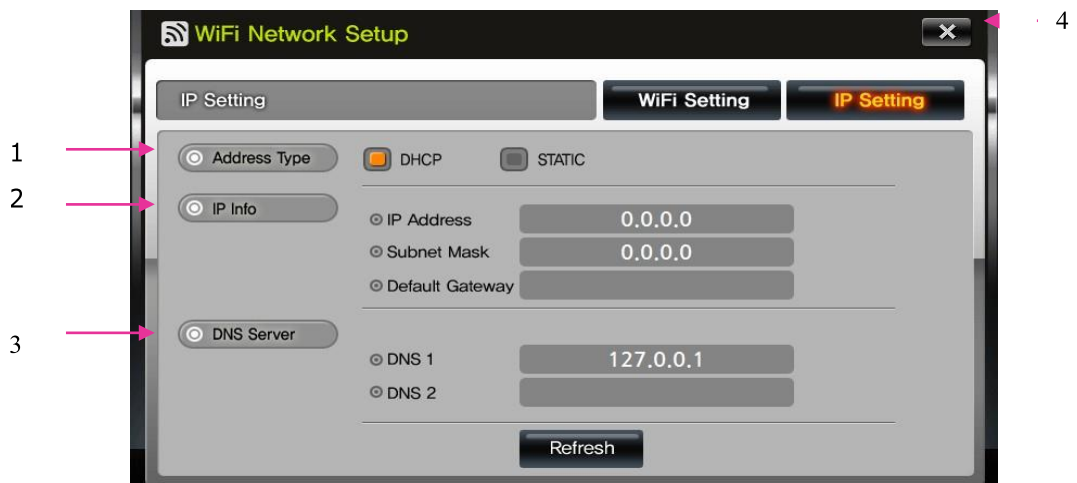 WiFi Network Setup
4
IP Setting WiFi Setting IP Setting
1 Address Type DHCP STATIC
2 IP Info
IP Address 0.0.0.0
Subnet Mask 0.0.0.0
Default Gateway
3 DNS Server
DNS 1 127.0.0.1
DNS 2
Refresh